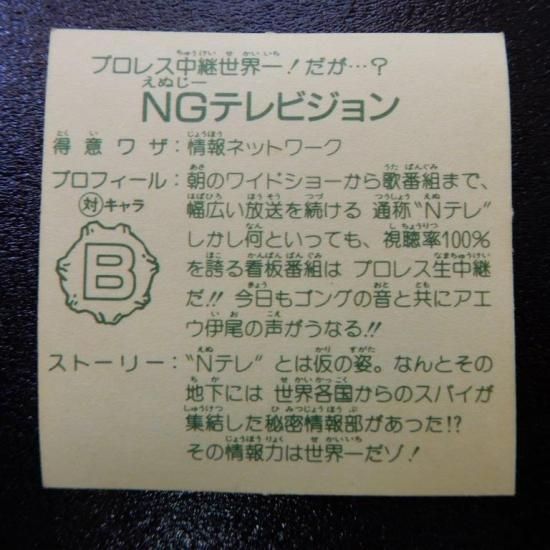 プロレス中継世界一！だが…？
NGテレビジョン
得意ワザ：情報ネットワーク
プロフィール：朝のワイドショーから歌番組まで、
幅広い放送を続ける 通称“Nテレ”
しかし何といっても、視聴率100%
を誇る看板番組は プロレス生中継
だ!! 今日もゴングの音と共にアエ
ウ伊尾の声がうなる!!
対キャラ
B
ストーリー：“Nテレ”とは仮の姿。なんとその
地下には 世界各国からのスパイが
集結した秘密情報部があった!?
その情報力は世界一だゾ！